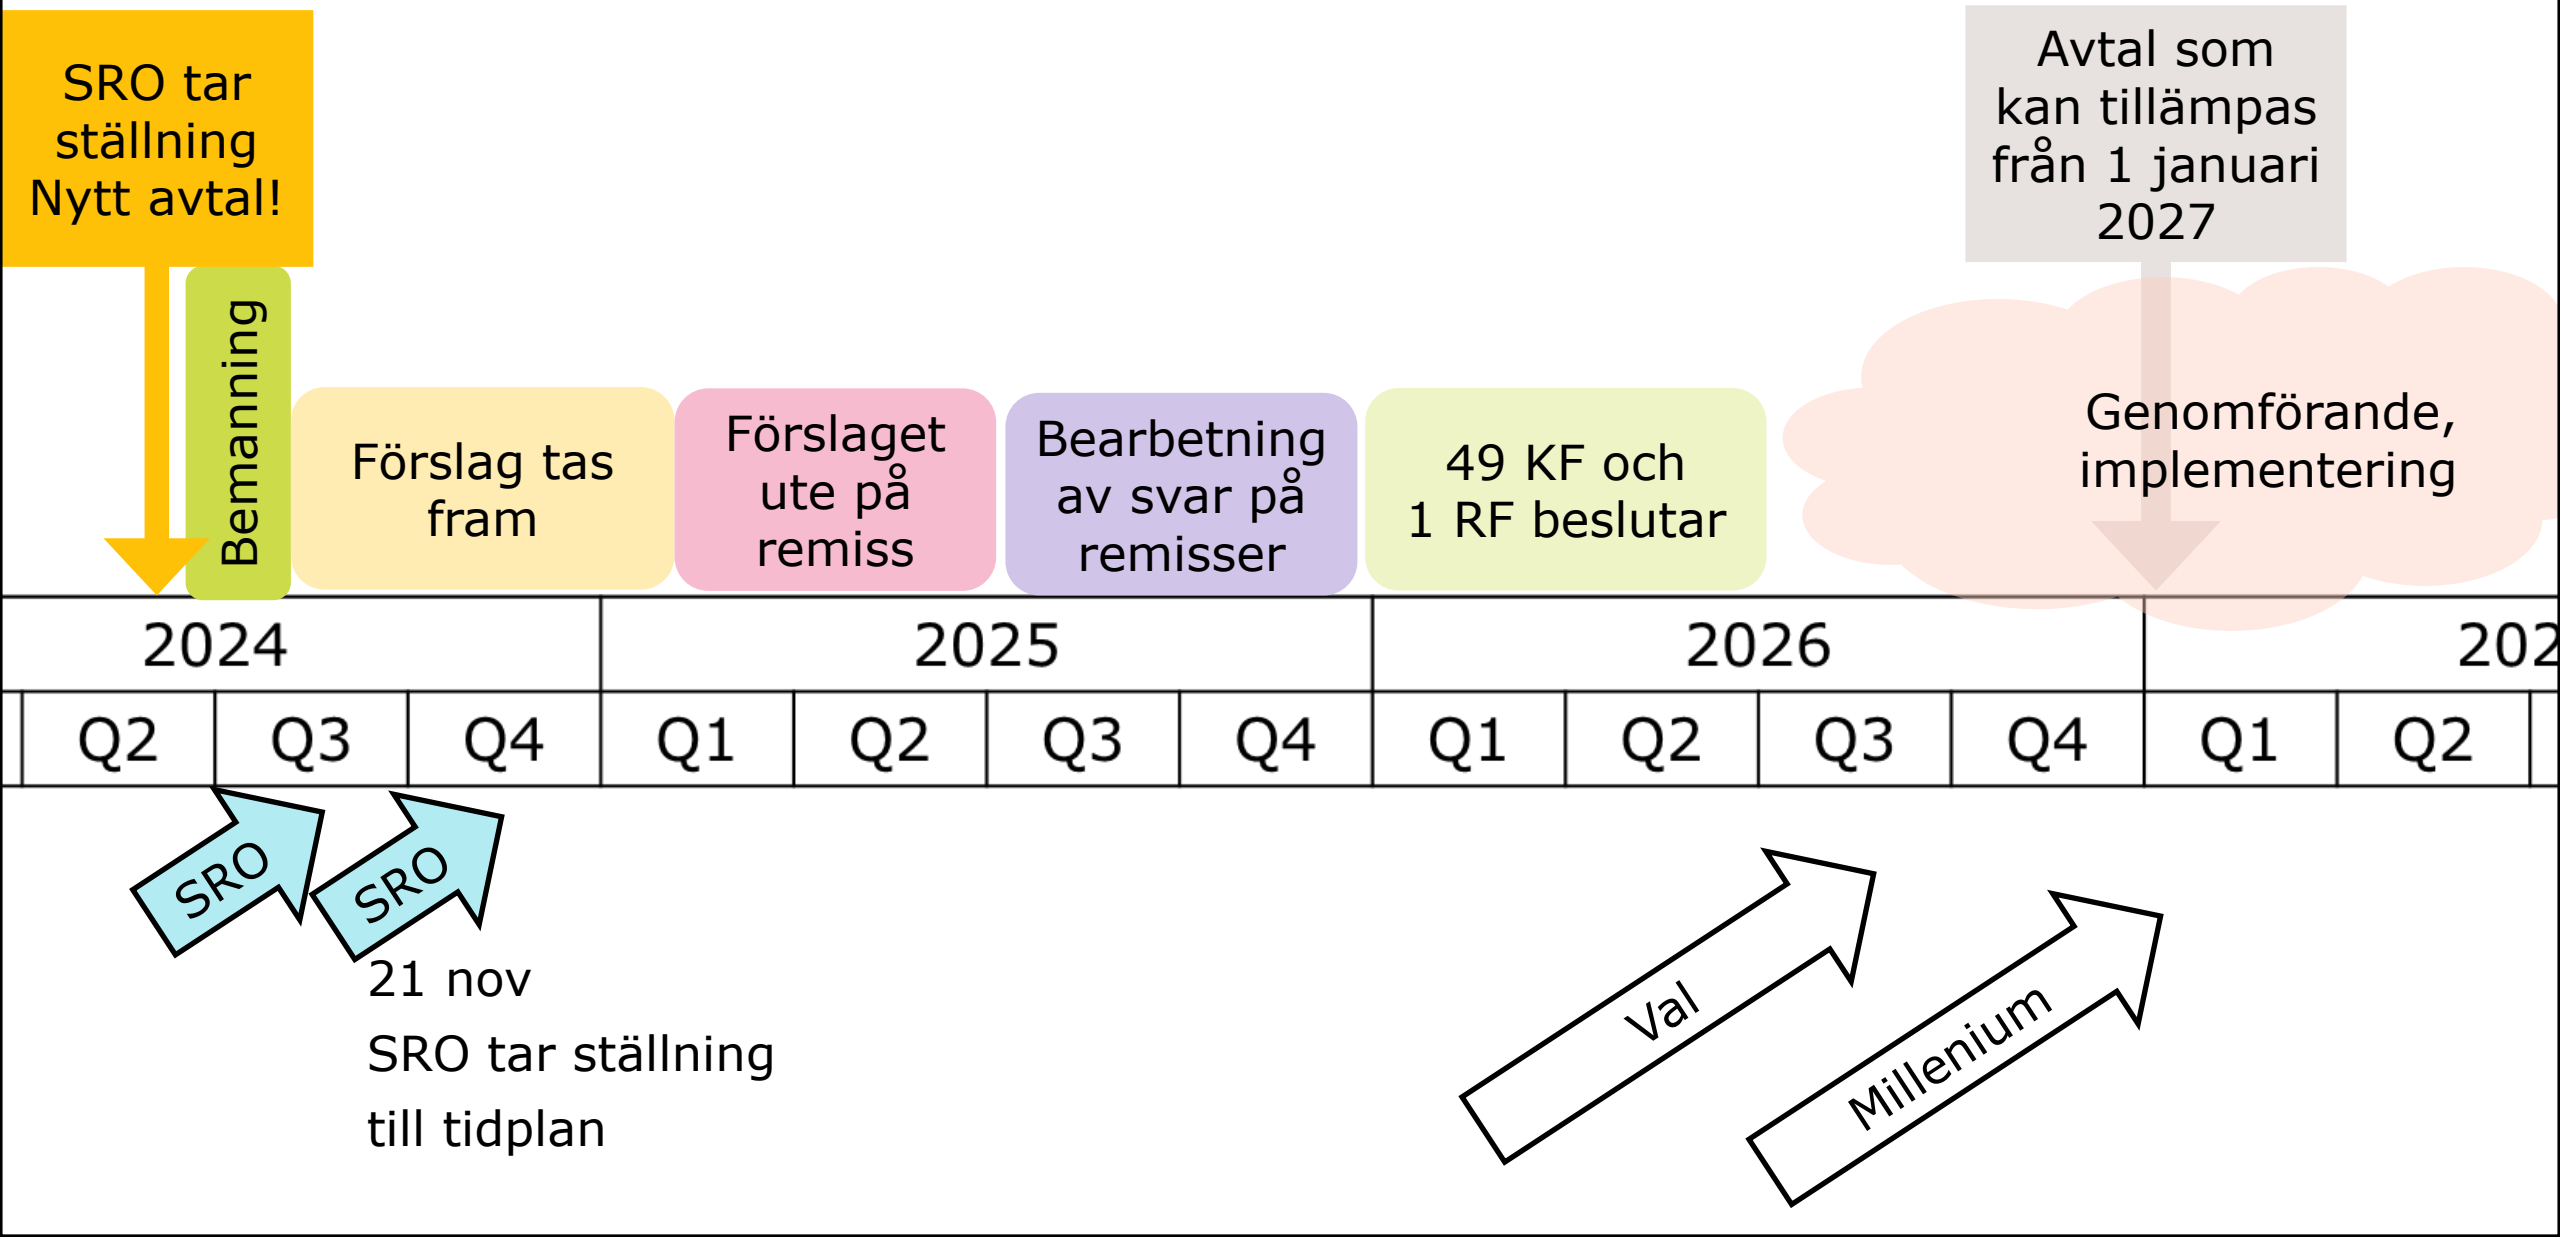 SRO tar
ställning
Nytt avtal!
Avtal som
kan tillämpas
från 1 januari
2027
Bemanning
Förslag tas
fram
Förslaget
ute på
remiss
Bearbetning
av svar på
remisser
49 KF och
1 RF beslutar
Genomförande,
implementering
2024 2025 2026 202
Q2 Q3 Q4 Q1 Q2 Q3 Q4 Q1 Q2 Q3 Q4 Q1 Q2
SRO
SRO
21 nov
SRO tar ställning
till tidplan
Val
Millenium